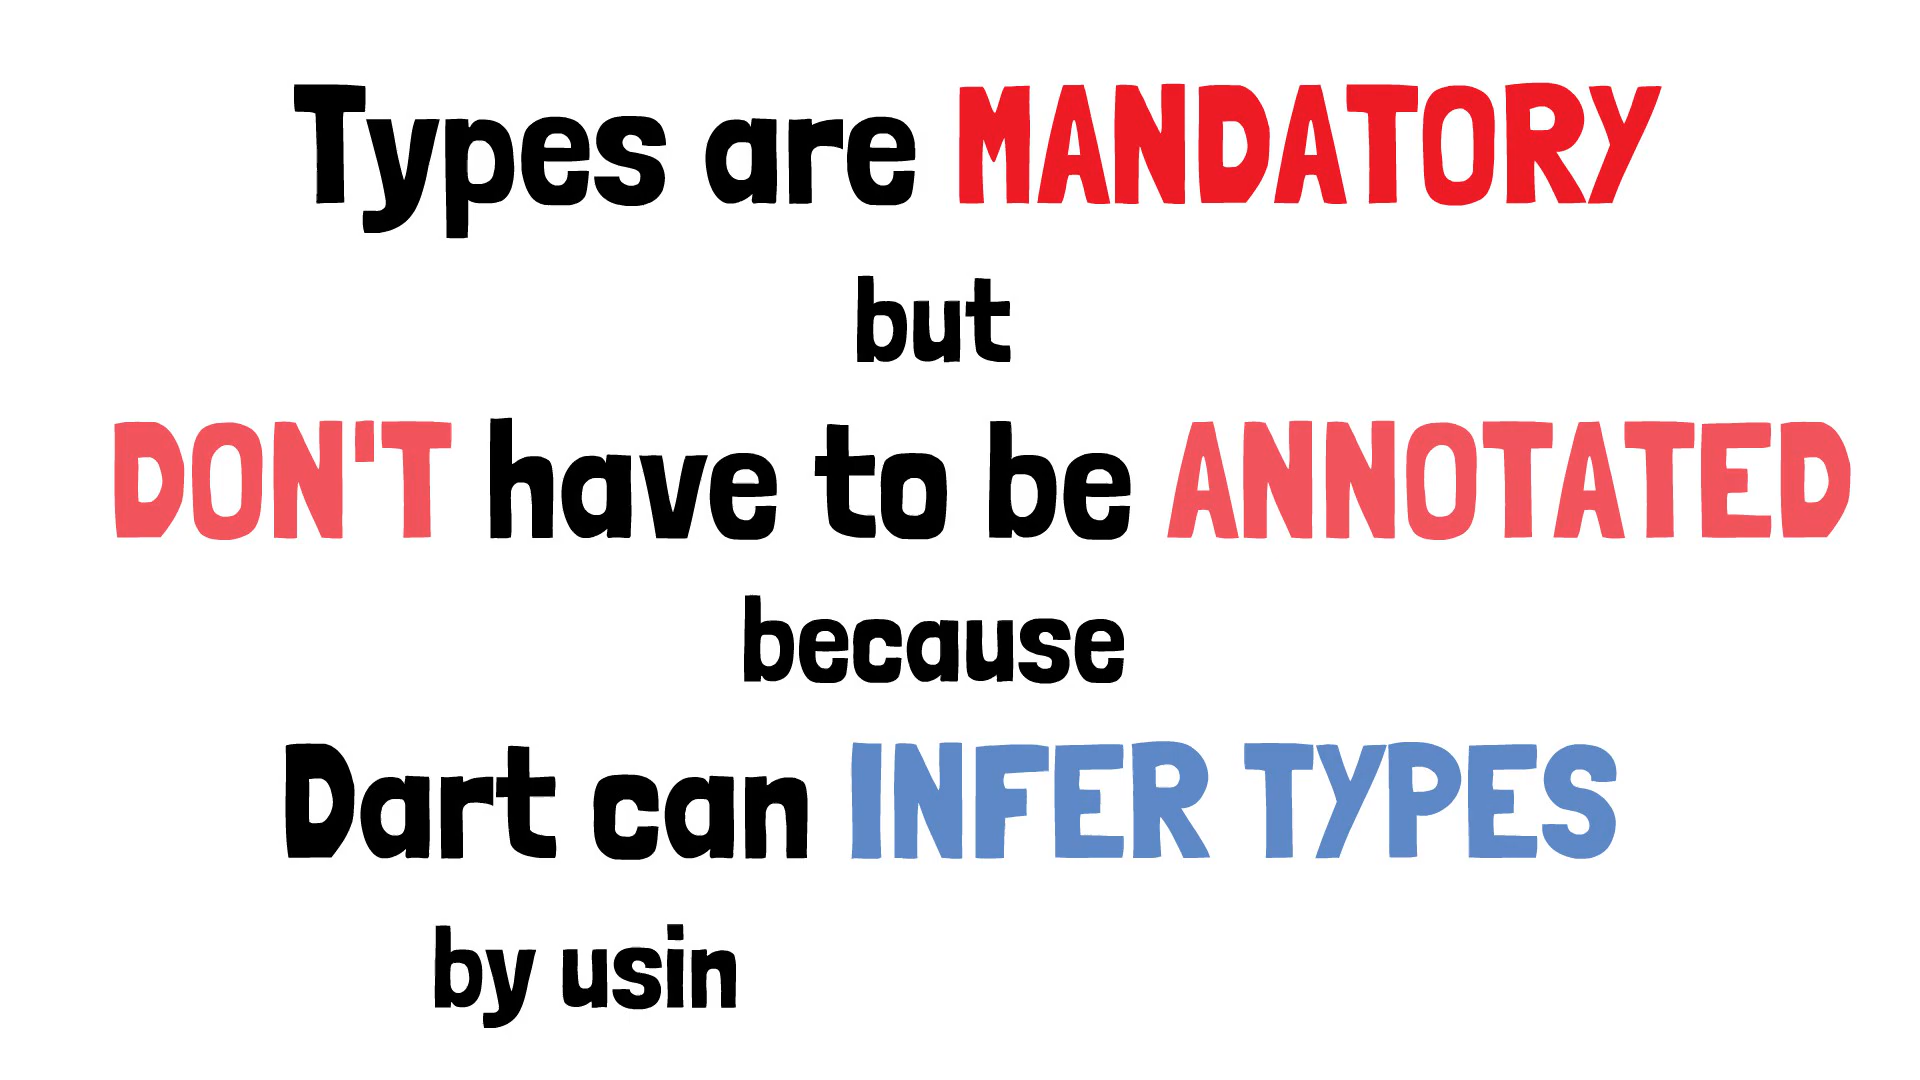 Types are MANDATORY
but
DON'T have to be ANNOTATED
because
Dart can INFER TYPES
by usin